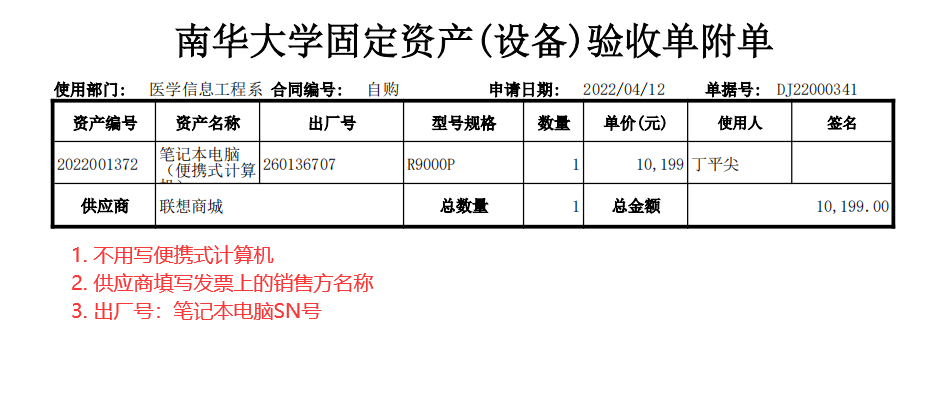 南华大学固定资产(设备)验收单附单
使用部门： 医学信息工程系 合同编号： 自购 申请日期： 2022/04/12 单据号： DJ22000341
资产编号 资产名称 出厂号 型号规格 数量 单价(元) 使用人 签名
2022001372 笔记本电脑（便携式计算 260136707 R9000P 1 10,199 丁平尖
供应商 联想商城 总数量 1 总金额 10,199.00
1. 不用写便携式计算机
2. 供应商填写发票上的销售方名称
3. 出厂号：笔记本电脑SN号